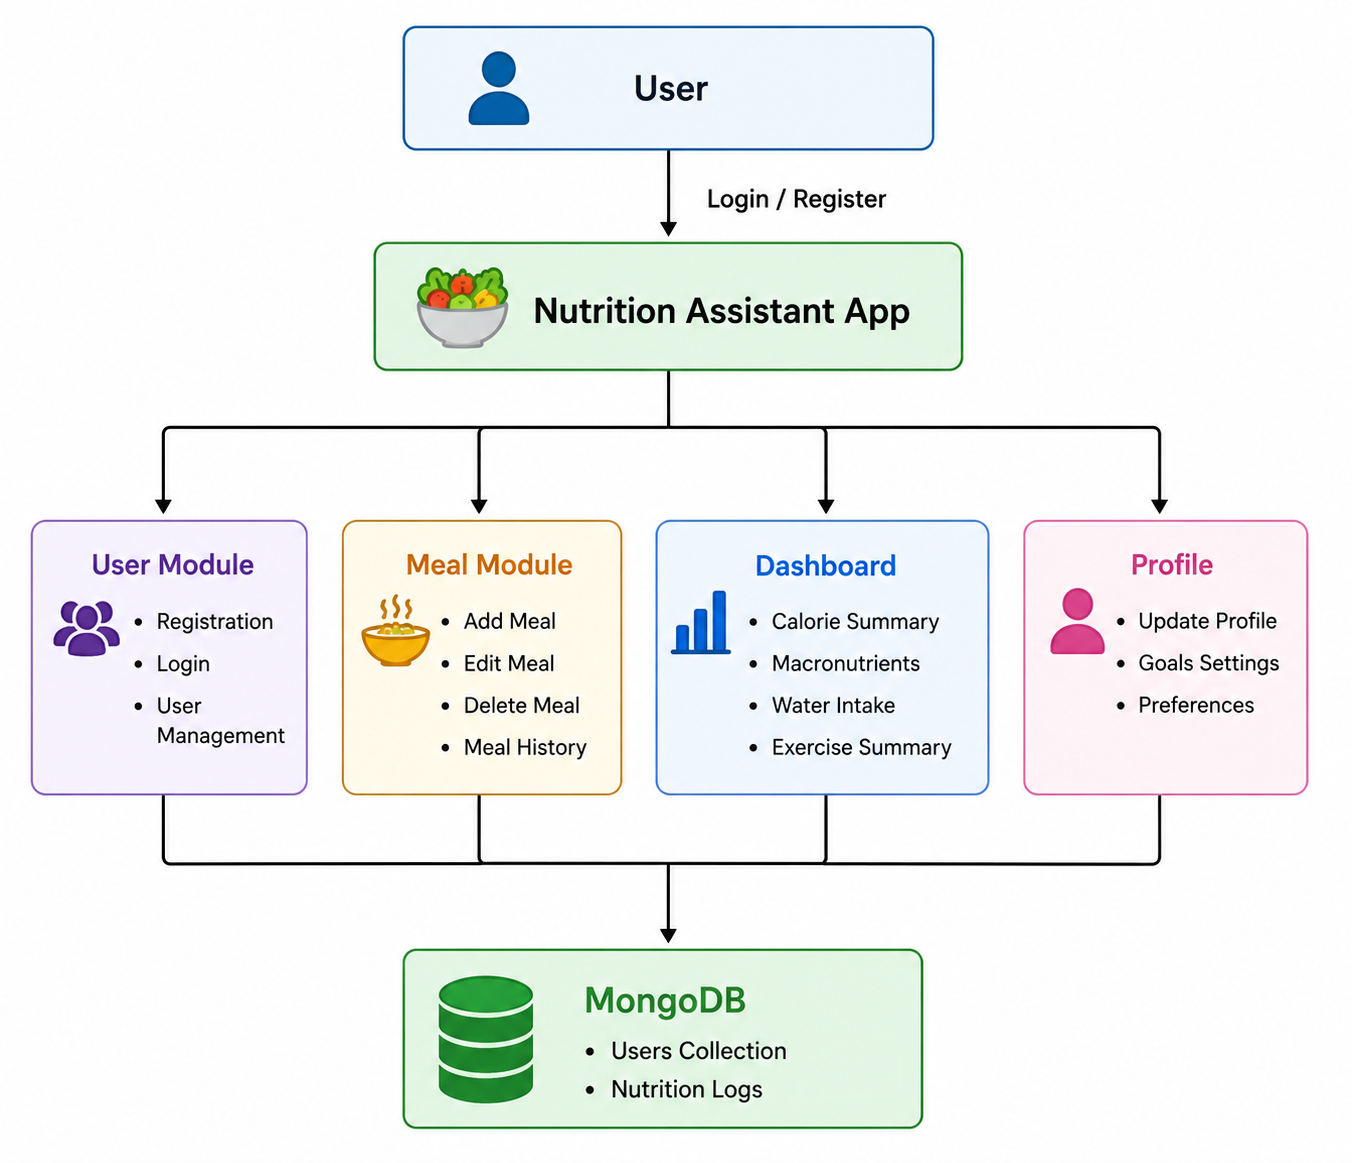 User
Login / Register
Nutrition Assistant App
User Module
• Registration
• Login
• User
Management
Meal Module
• Add Meal
• Edit Meal
• Delete Meal
• Meal History
Dashboard
• Calorie Summary
• Macronutrients
• Water Intake
• Exercise Summary
Profile
• Update Profile
• Goals Settings
• Preferences
MongoDB
• Users Collection
• Nutrition Logs